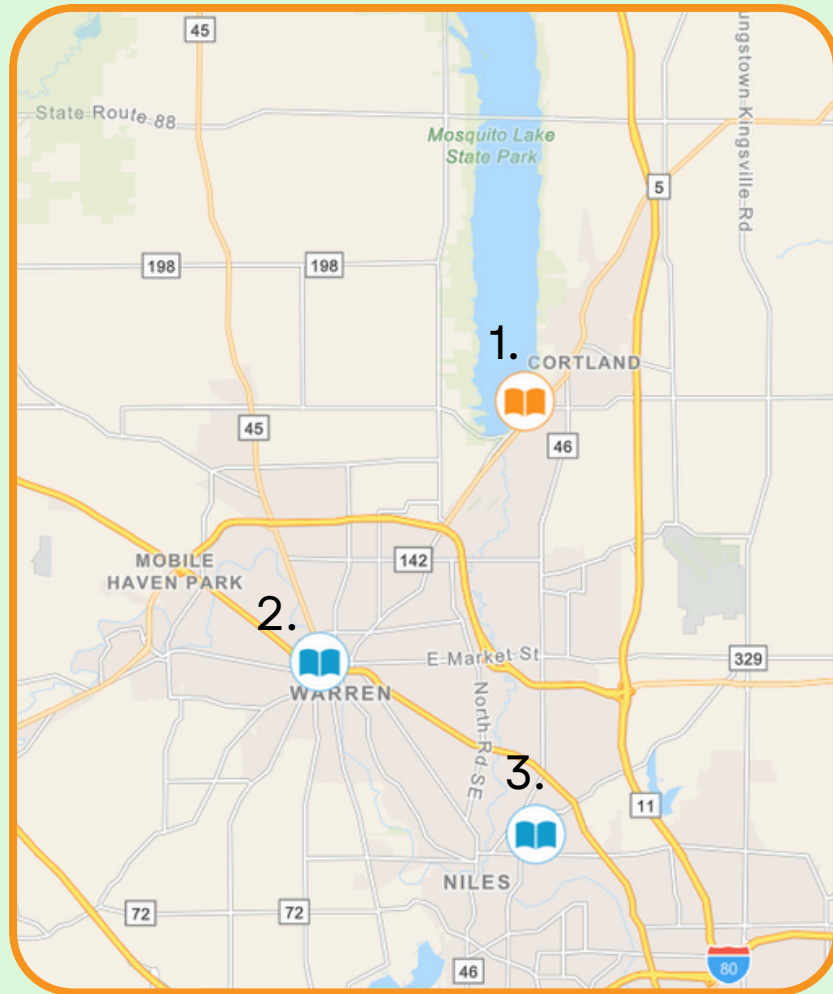 45
State Route 88
Mosquito Lake
State Park
ungstown Kingsville Rd
5
198
198
1.
CORTLAND
45
46
MOBILE
HAVEN PARK
142
2.
E Market St
329
WARREN
North Rd SE
3.
11
NILES
72
72
46
80